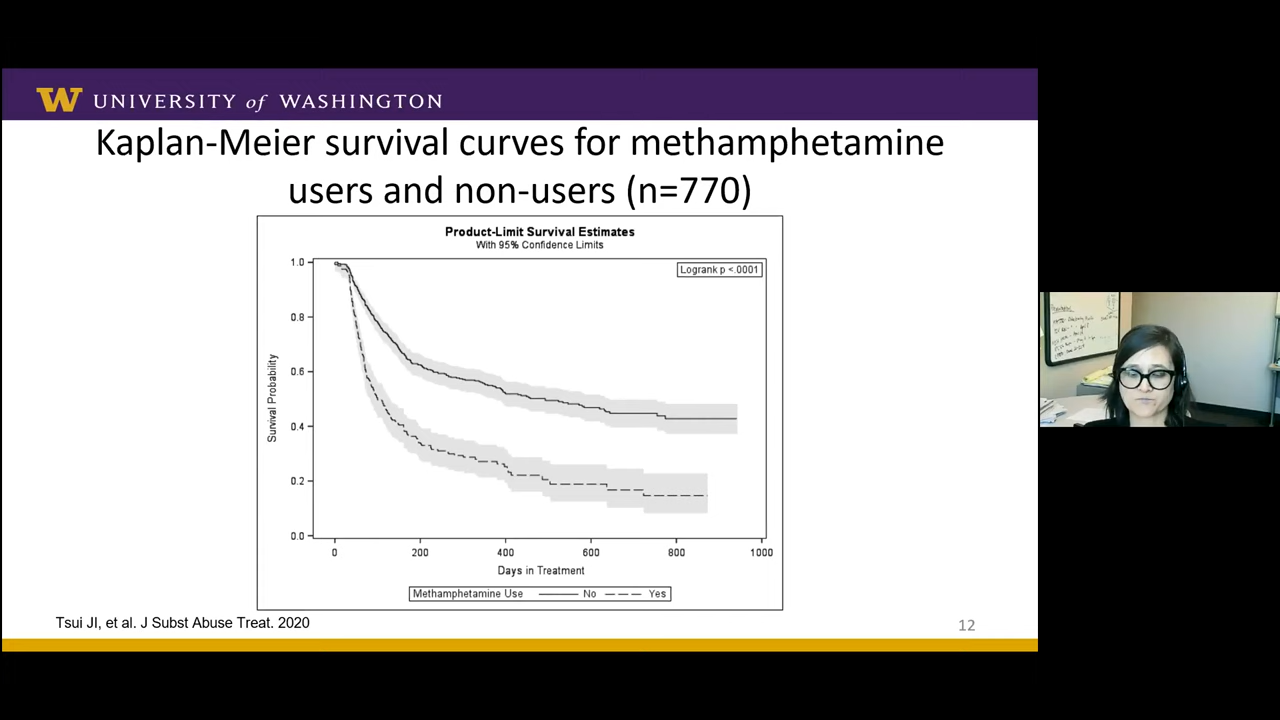 W UNIVERSITY of WASHINGTON
Kaplan-Meier survival curves for methamphetamine
users and non-users (n=770)
Product-Limit Survival Estimates
With 95% Confidence Limits
Logrank p <.0001
1.0
0.8
0.6
0.4
0.2
0.0
Survival Probability
0 200 400 600 800 1000
Days in Treatment
Methamphetamine Use No Yes
Tsui JI, et al. J Subst Abuse Treat. 2020
12